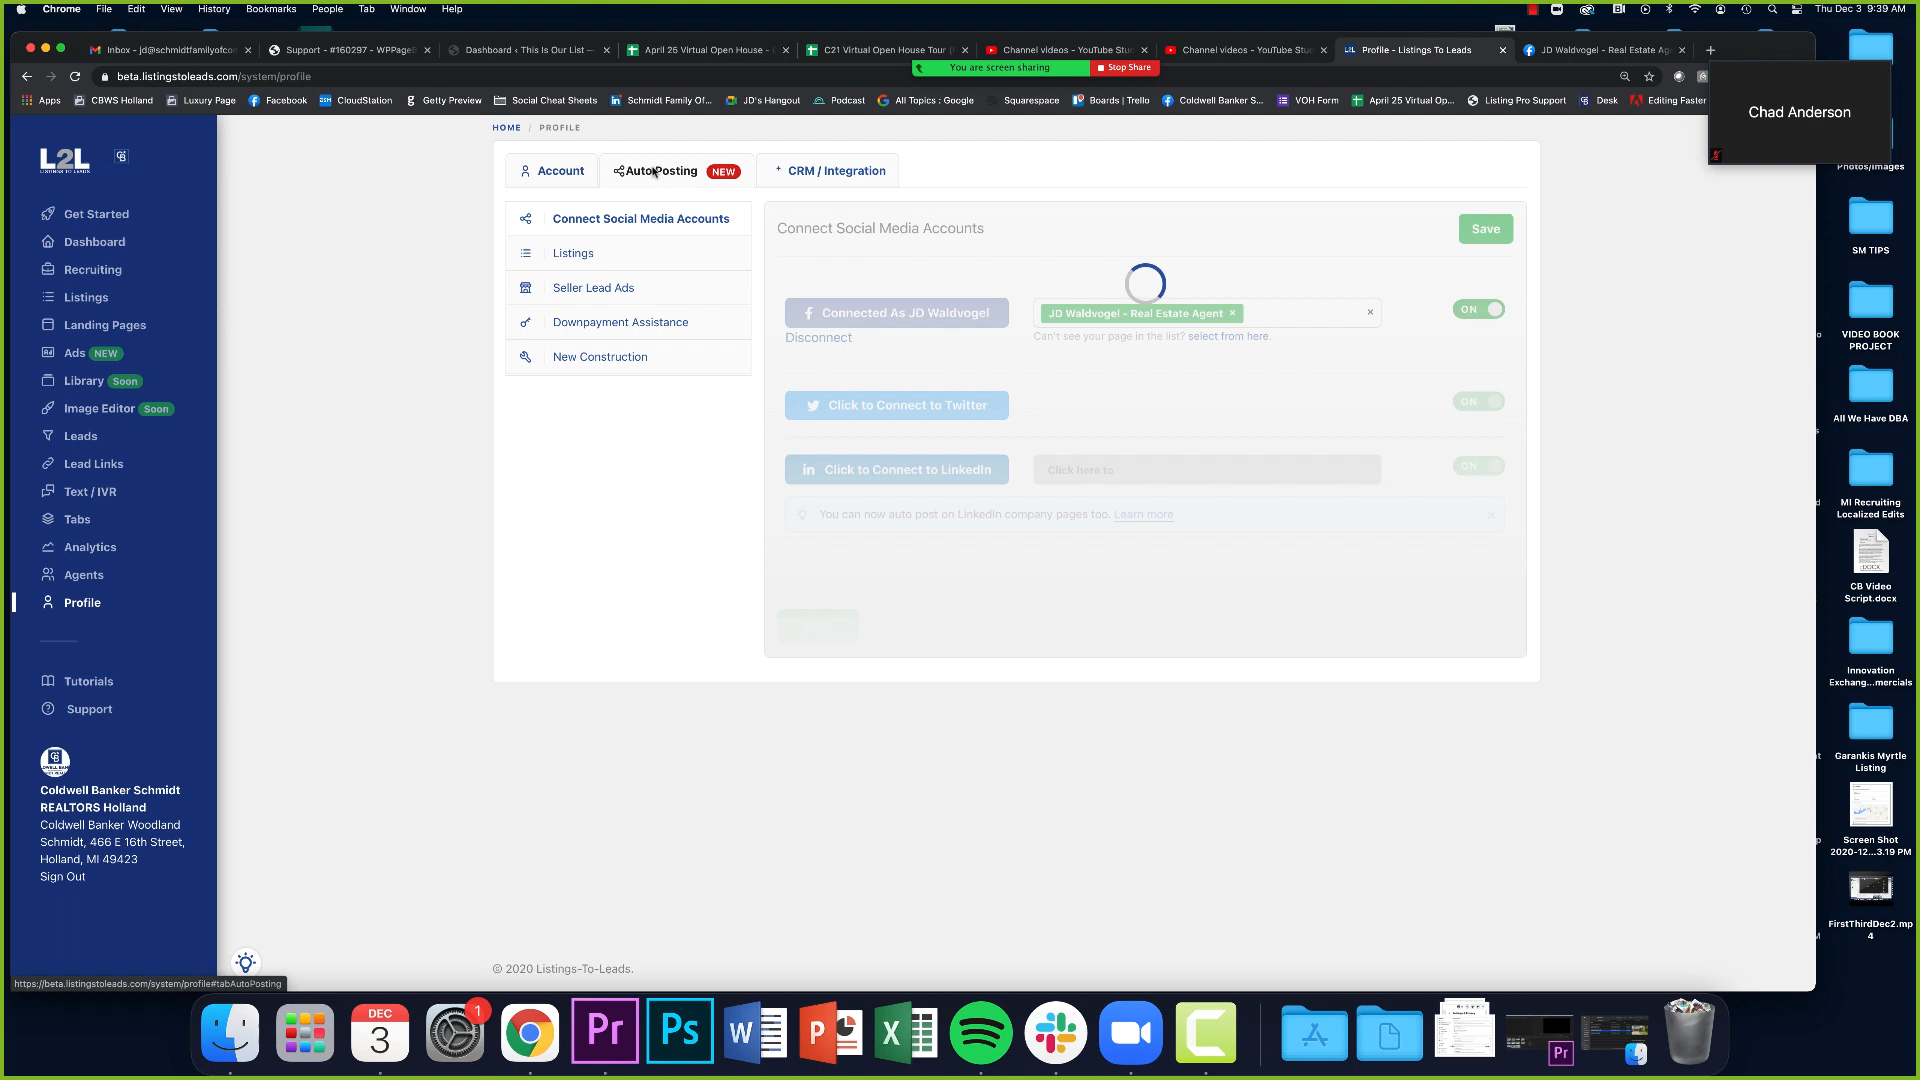 Chrome File Edit View History Bookmarks People Tab Window Help Thu Dec 3 9:39 AM
Inbox - jd@schmidtfamilyofcon Support - #160297 - WPPageB Dashboard ‹ This Is Our List — April 25 Virtual Open House - C21 Virtual Open House Tour ( Channel videos - YouTube Stud Channel videos - YouTube Studi Profile - Listings To Leads JD Waldvogel - Real Estate Age
beta.listingstoleads.com/system/profile
You are screen sharing Stop Share
Apps CBWS Holland Luxury Page Facebook CloudStation Getty Preview Social Cheat Sheets Schmidt Family Of... JD's Hangout Podcast All Topics : Google Squarespace Boards | Trello Coldwell Banker S... VOH Form April 25 Virtual Op... Listing Pro Support Desk Editing Faster
Chad Anderson
L2L
LISTINGS TO LEADS
Get Started
Dashboard
Recruiting
Listings
Landing Pages
Ads NEW
Library Soon
Image Editor Soon
Leads
Lead Links
Text / IVR
Tabs
Analytics
Agents
Profile
Tutorials
Support
Coldwell Banker Schmidt
REALTORS Holland
Coldwell Banker Woodland
Schmidt, 466 E 16th Street,
Holland, MI 49423
Sign Out
HOME / PROFILE
Account
AutoPosting NEW
CRM / Integration
Connect Social Media Accounts
Listings
Seller Lead Ads
Downpayment Assistance
New Construction
Connect Social Media Accounts
Save
Connected As JD Waldvogel
Disconnect
JD Waldvogel - Real Estate Agent × ×
Can't see your page in the list? select from here.
ON
Click to Connect to Twitter
ON
Click to Connect to LinkedIn
Click here to
ON
You can now auto post on LinkedIn company pages too. Learn more ×
© 2020 Listings-To-Leads.
https://beta.listingstoleads.com/system/profile#tabAutoPosting
Photos/Images
SM TIPS
VIDEO BOOK
PROJECT
All We Have DBA
MI Recruiting
Localized Edits
DOCX
CB Video
Script.docx
Innovation
Exchang...mercials
Garankis Myrtle
Listing
Screen Shot
2020-12...3.19 PM
FirstThirdDec2.mp
4
DEC
3
1
Pr
Ps
W
P
X
C
Pr